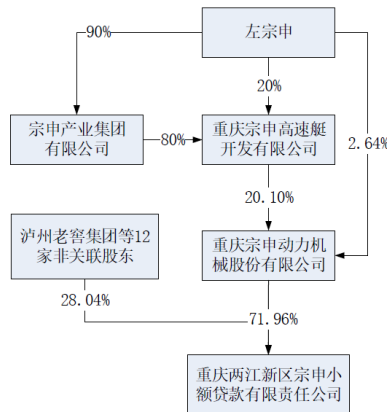 90%
左宗申
20%
宗申产业集团
有限公司
80%
重庆宗申高速艇
开发有限公司
2.64%
20.10%
泸州老窖集团等12
家非关联股东
重庆宗申动力机
械股份有限公司
28.04%
71.96%
重庆两江新区宗申小
额贷款有限责任公司